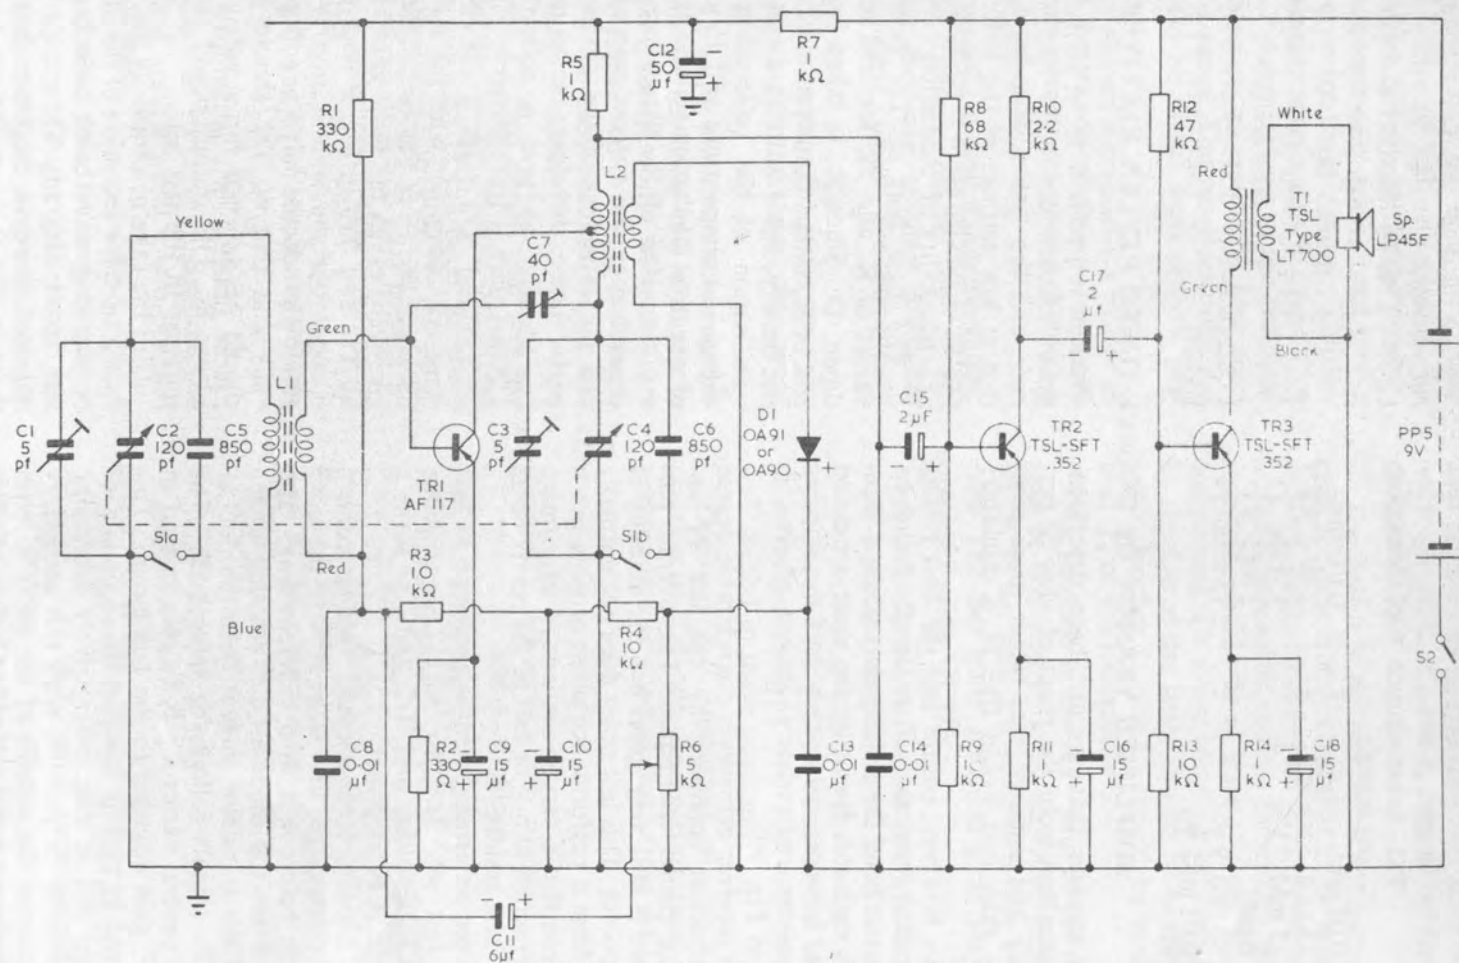 R1
330
kΩ
R5
1
kΩ
C12
50
μf
−
+
R7
1
kΩ
R8
68
kΩ
R10
2·2
kΩ
R12
47
kΩ
White
Red
T1
TSL
Type
LT700
Sp.
LP45F
Green
Black
Yellow
L2
C7
40
pf
Green
C17
2
μf
−
+
L1
C1
5
pf
C2
120
pf
C5
850
pf
TR1
AF117
C3
5
pf
C4
120
pf
C6
850
pf
D1
OA91
or
OA90
+
C15
2μF
−
+
TR2
TSL-SFT
352
TR3
TSL-SFT
352
PP5
9V
S1a
S1b
Red
R3
10
kΩ
Blue
R4
10
kΩ
S2
C8
0·01
μf
R2
330
Ω
−
+
C9
15
μf
−
+
C10
15
μf
R6
5
kΩ
C13
0·01
μf
C14
0·01
μf
R9
kΩ
R11
1
kΩ
−
+
C16
15
μf
R13
10
kΩ
R14
1
kΩ
−
+
C18
15
μf
−
+
C11
6μf